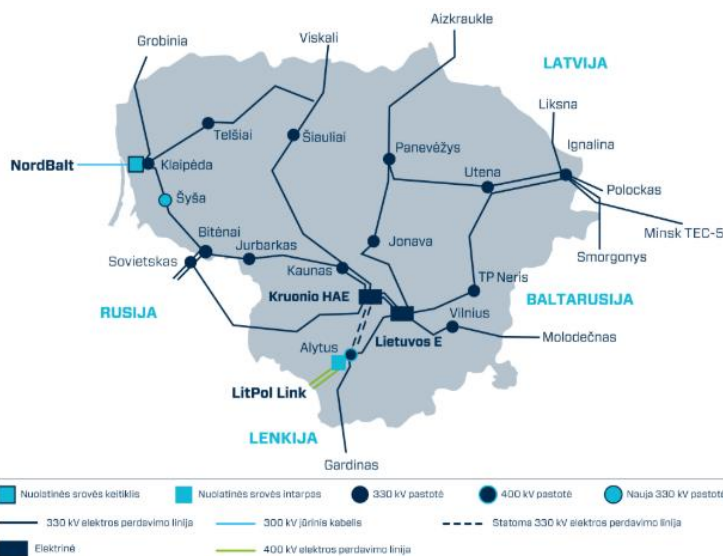 Aizkraukle
Grobinia
Viskali
LATVIJA
Liksna
Ignalina
Telšiai
Šiauliai
Panevėžys
NordBalt
Klaipėda
Utena
Polockas
Šyša
Minsk TEC-5
Bitėnai
Jurbarkas
Jonava
Smorgonys
Sovietskas
Kaunas
TP Neris
Kruonio HAE
BALTARUSIJA
RUSIJA
Vilnius
Lietuvos E
Molodečnas
Alytus
LitPol Link
LENKIJA
Gardinas
Nuolatinės srovės keitiklis
Nuolatinės srovės intarpas
330 kV pastotė
400 kV pastotė
Nauja 330 kV pastotė
330 kV elektros perdavimo linija
300 kV jūrinis kabelis
Statoma 330 kV elektros perdavimo linija
Elektrinė
400 kV elektros perdavimo linija